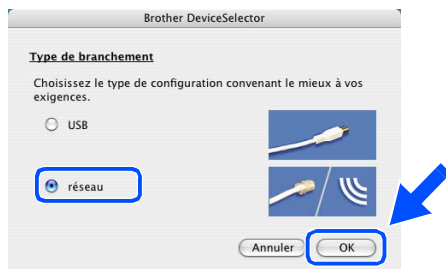 Brother DeviceSelector
Type de branchement
Choisissez le type de configuration convenant le mieux à vos
exigences.
USB
réseau
Annuler OK